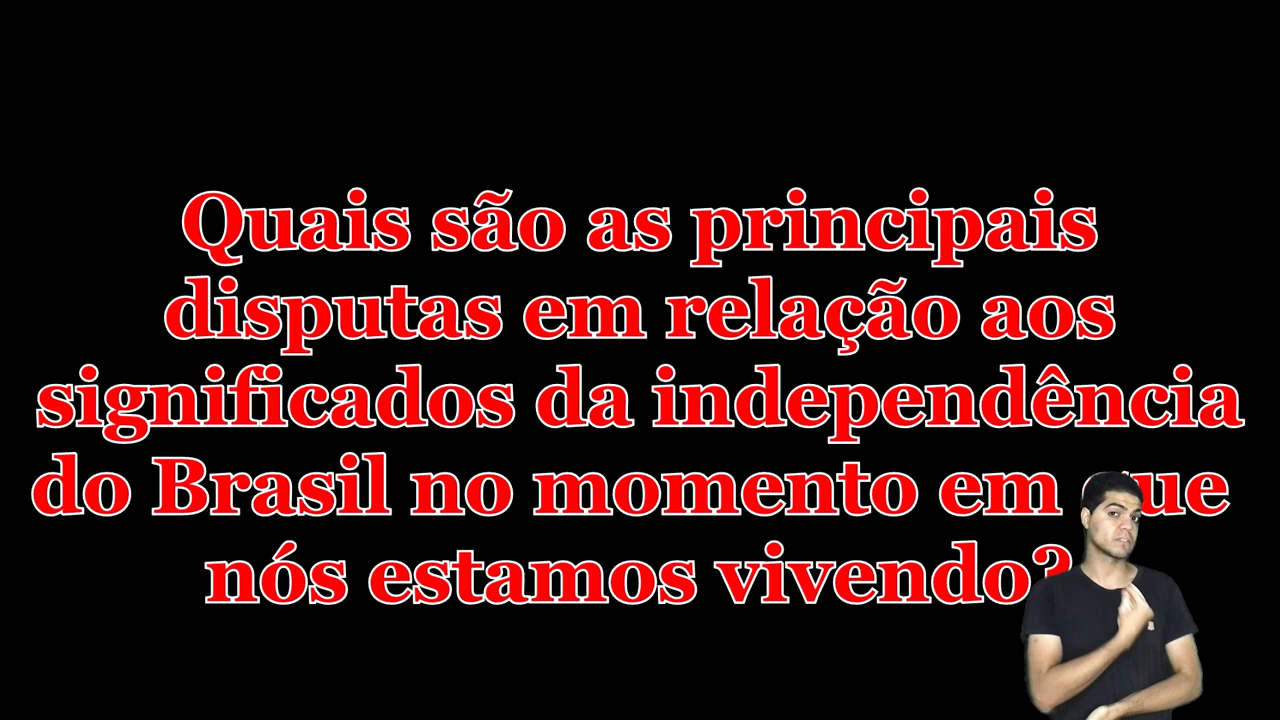 Quais são as principais
disputas em relação aos
significados da independência
do Brasil no momento em que
nós estamos vivendo?